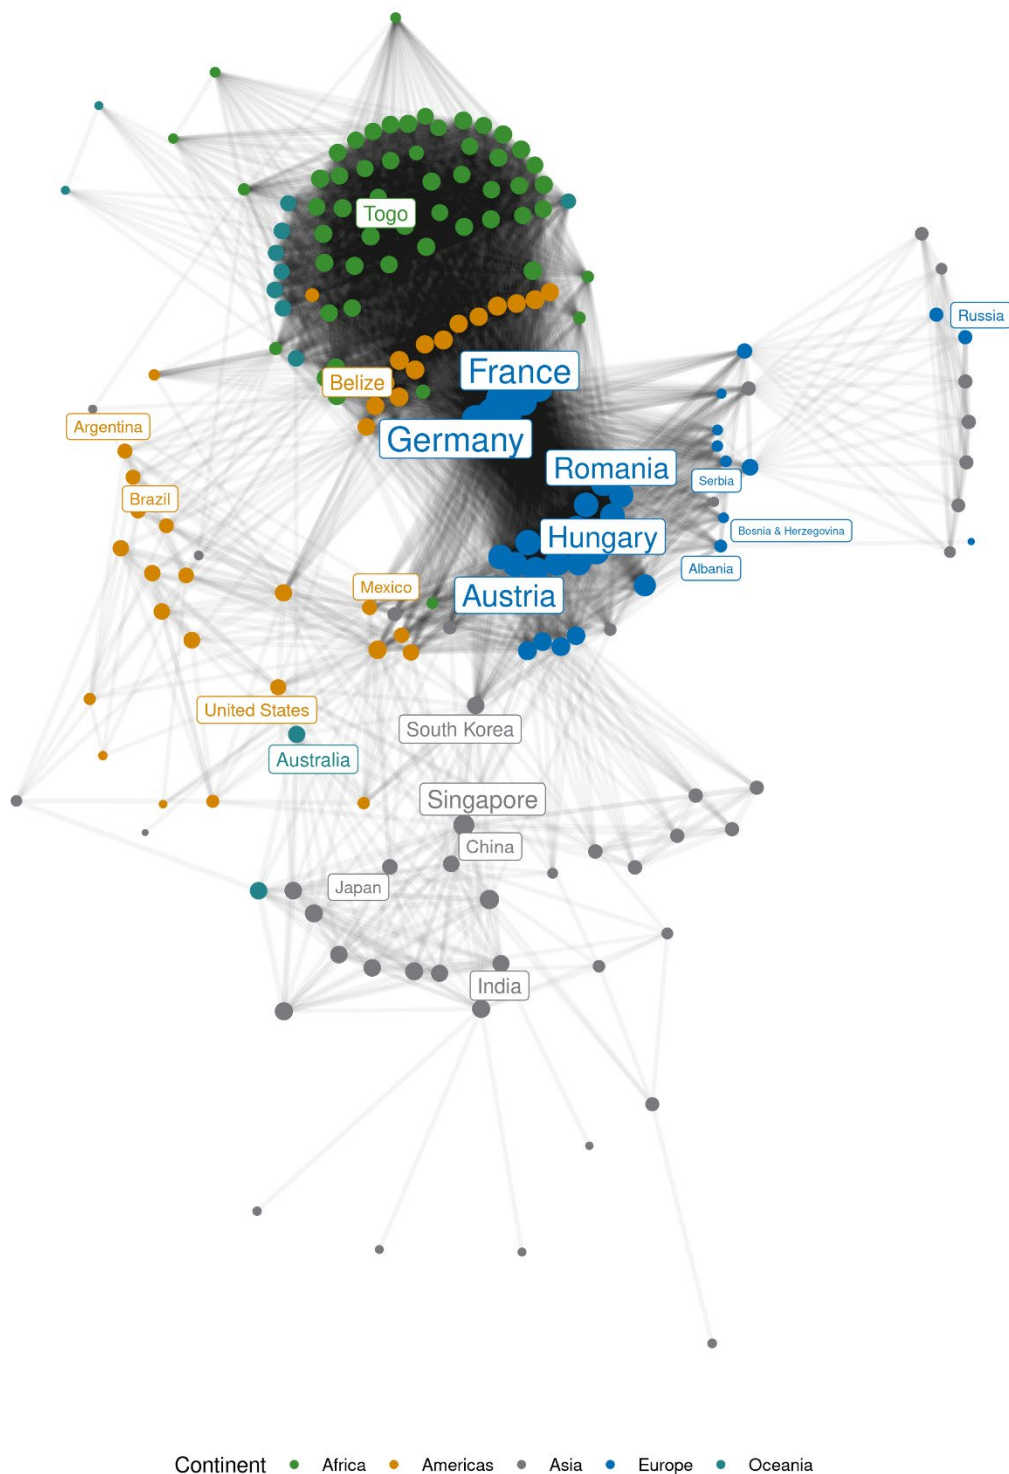 Togo
Russia
France
Belize
Argentina
Germany
Romania
Serbia
Brazil
Bosnia & Herzegovina
Hungary
Albania
Mexico
Austria
United States
South Korea
Australia
Singapore
China
Japan
India
Continent Africa Americas Asia Europe Oceania